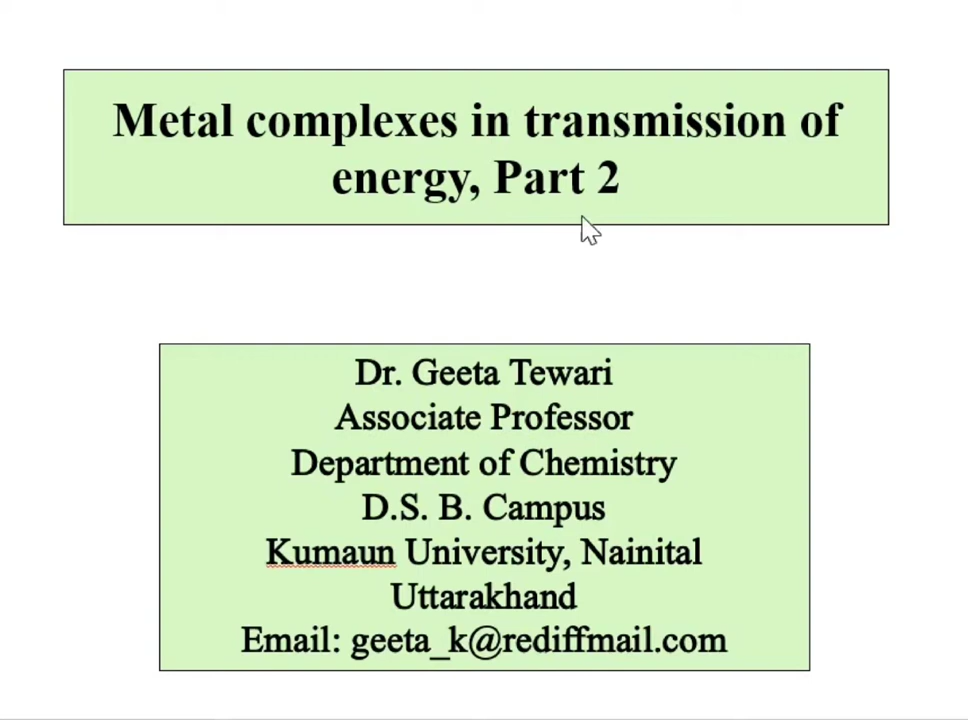 Metal complexes in transmission of
energy, Part 2
Dr. Geeta Tewari
Associate Professor
Department of Chemistry
D.S. B. Campus
Kumaun University, Nainital
Uttarakhand
Email: geeta_k@rediffmail.com